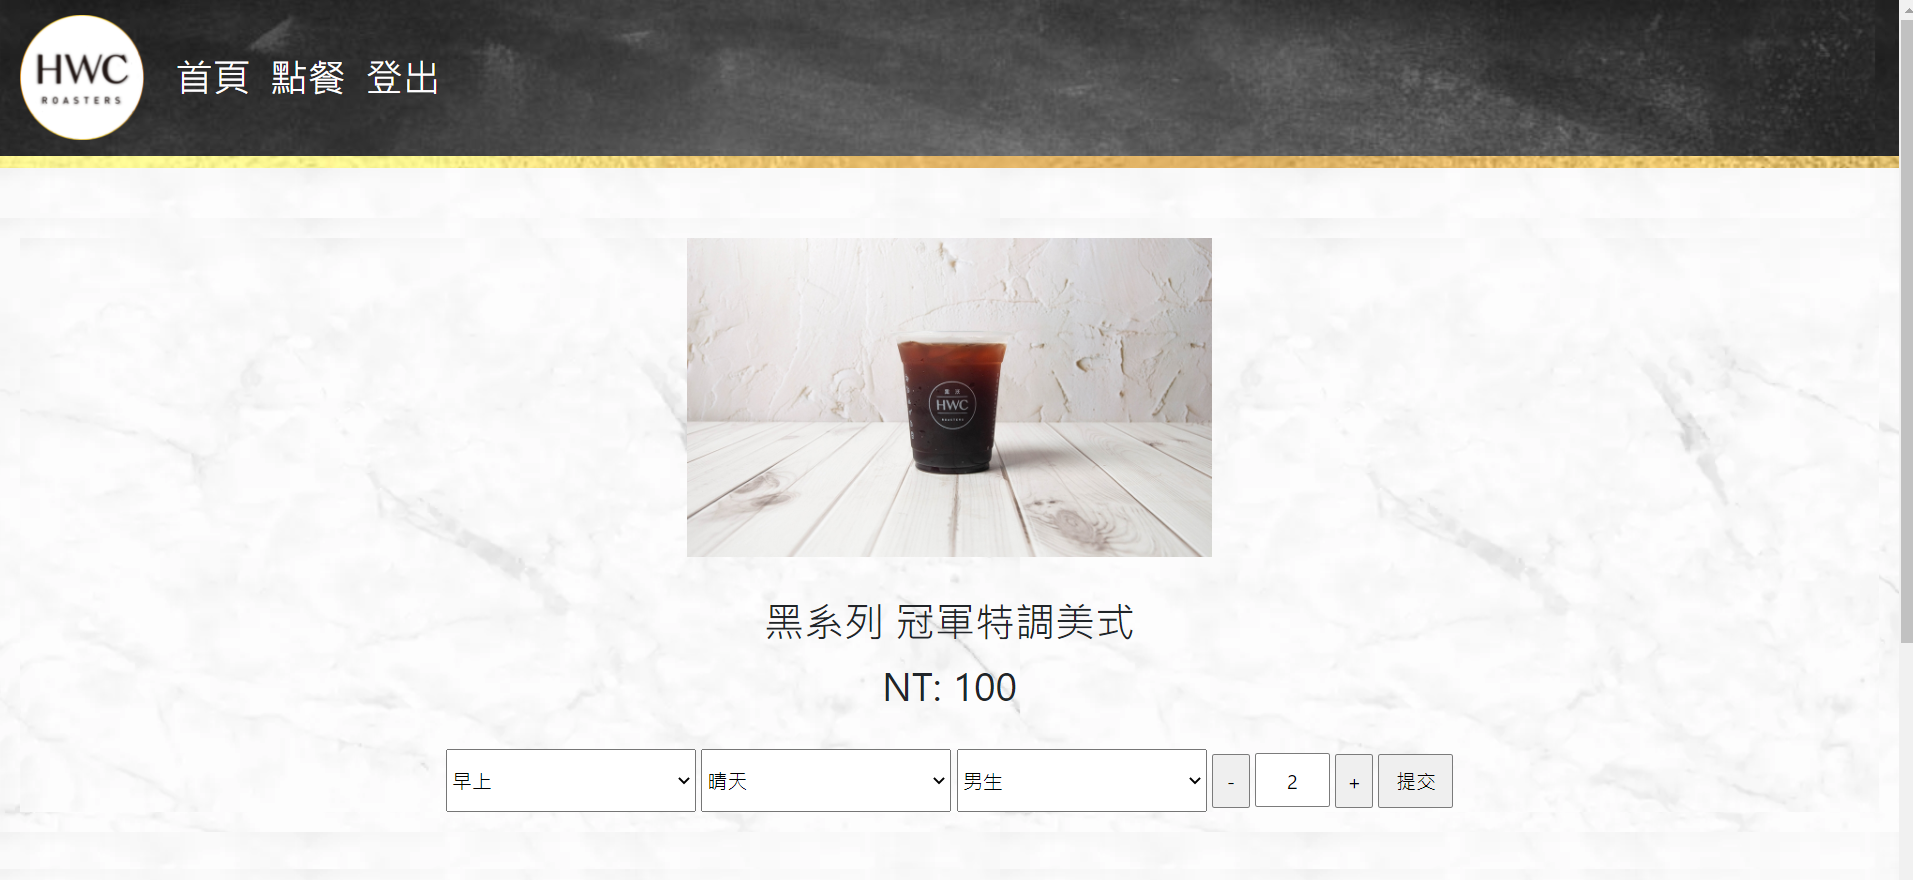 HWC
ROASTERS
首頁 點餐 登出
HWC
黑系列 冠軍特調美式
NT: 100
早上 晴天 男生 - 2 + 提交